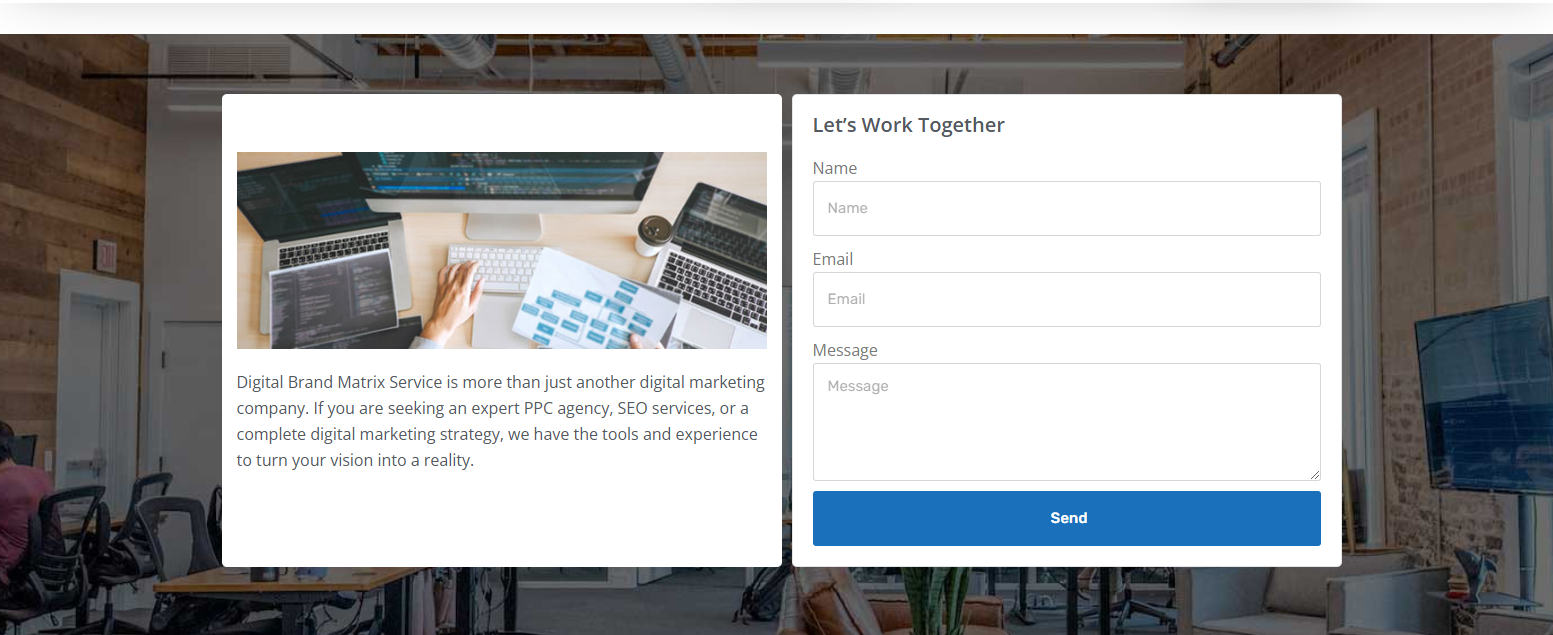 Digital Brand Matrix Service is more than just another digital marketing
company. If you are seeking an expert PPC agency, SEO services, or a
complete digital marketing strategy, we have the tools and experience
to turn your vision into a reality.
Let’s Work Together
Name
Name
Email
Email
Message
Message
Send